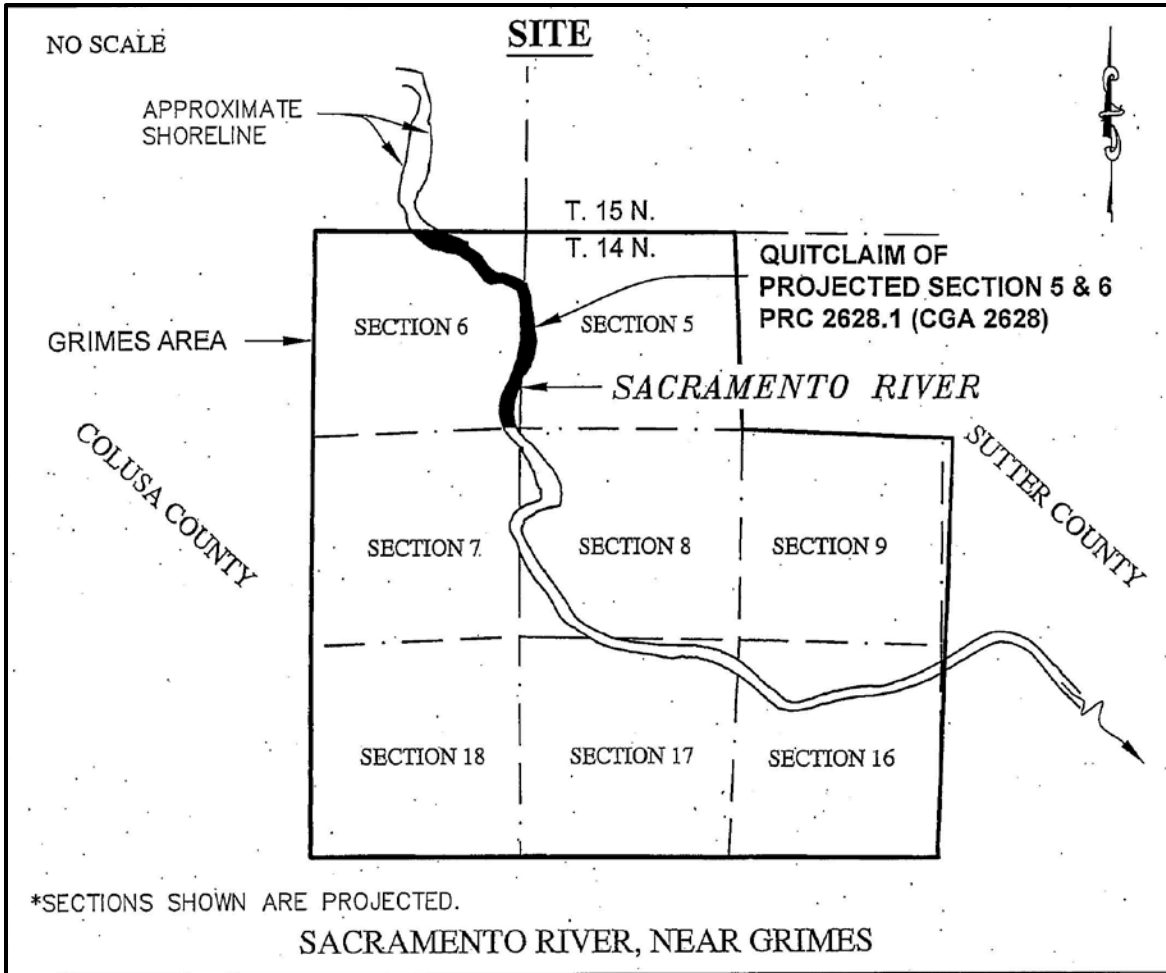 NO SCALE
SITE
APPROXIMATE
SHORELINE
T. 15 N.
T. 14 N.
QUITCLAIM OF
PROJECTED SECTION 5 & 6
PRC 2628.1 (CGA 2628)
SECTION 6
SECTION 5
GRIMES AREA
SACRAMENTO RIVER
COLUSA COUNTY
SUTTER COUNTY
SECTION 7
SECTION 8
SECTION 9
SECTION 18
SECTION 17
SECTION 16
*SECTIONS SHOWN ARE PROJECTED.
SACRAMENTO RIVER, NEAR GRIMES